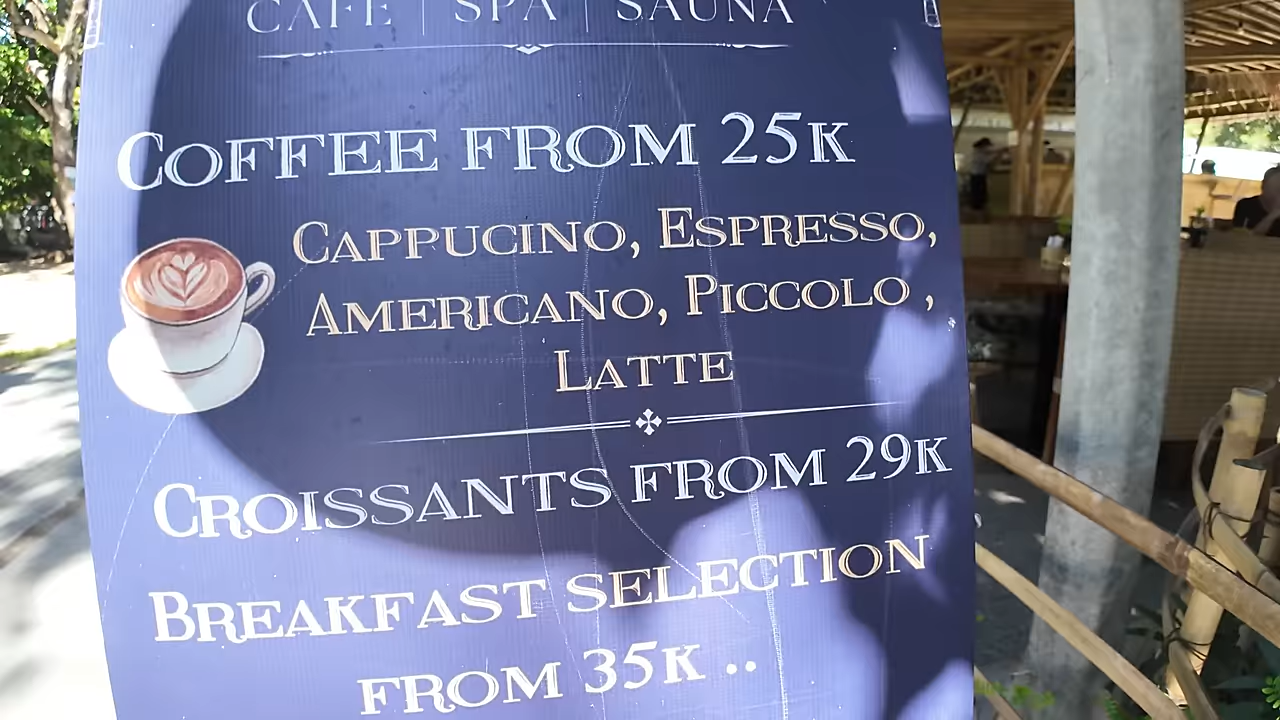 CAFE | SPA | SAUNA
COFFEE FROM 25K
CAPPUCINO, ESPRESSO,
AMERICANO, PICCOLO,
LATTE
CROISSANTS FROM 29K
BREAKFAST SELECTION
FROM 35K ..